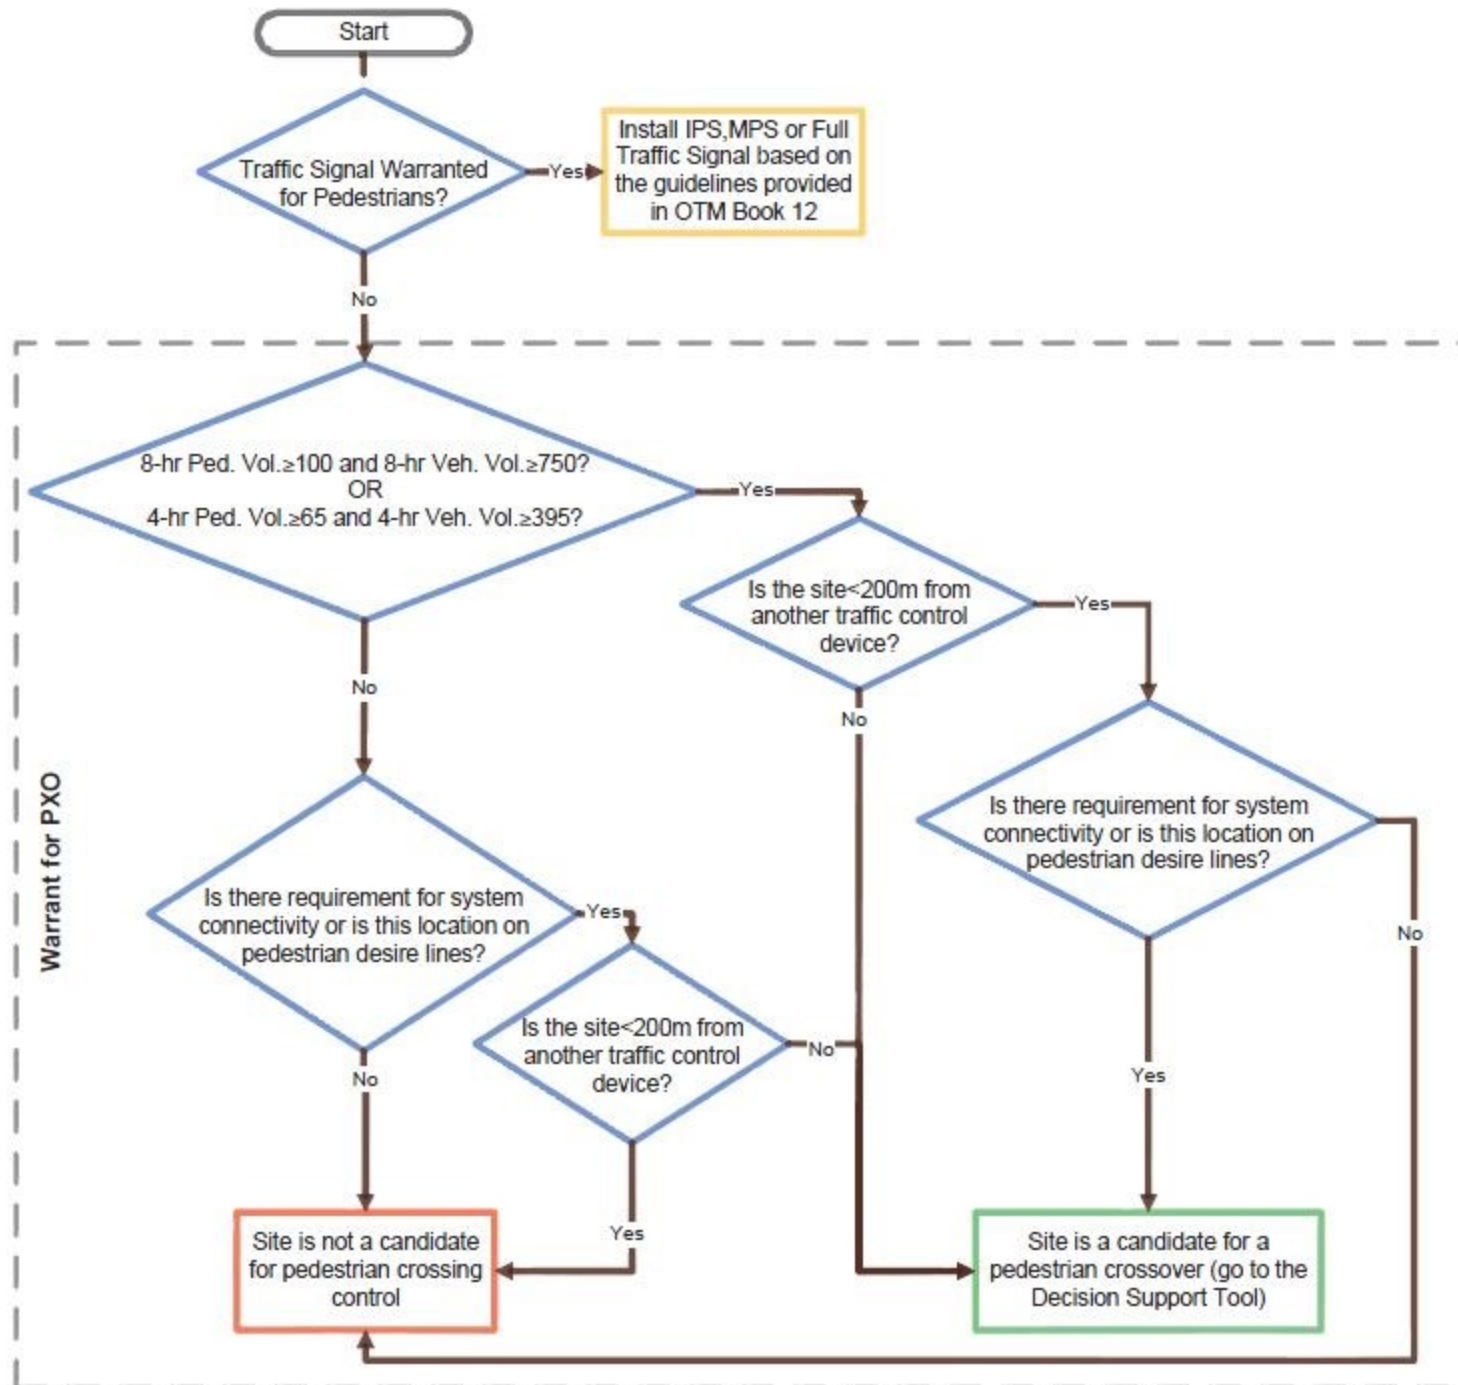 Start
Traffic Signal Warranted
for Pedestrians?
Yes
Install IPS,MPS or Full
Traffic Signal based on
the guidelines provided
in OTM Book 12
No
8-hr Ped. Vol.≥100 and 8-hr Veh. Vol.≥750?
OR
4-hr Ped. Vol.≥65 and 4-hr Veh. Vol.≥395?
Yes
Is the site<200m from
another traffic control
device?
Yes
No
No
Warrant for PXO
Is there requirement for system
connectivity or is this location on
pedestrian desire lines?
No
Is there requirement for system
connectivity or is this location on
pedestrian desire lines?
Yes
Is the site<200m from
another traffic control
device?
No
No
Yes
Yes
Site is not a candidate
for pedestrian crossing
control
Site is a candidate for a
pedestrian crossover (go to the
Decision Support Tool)